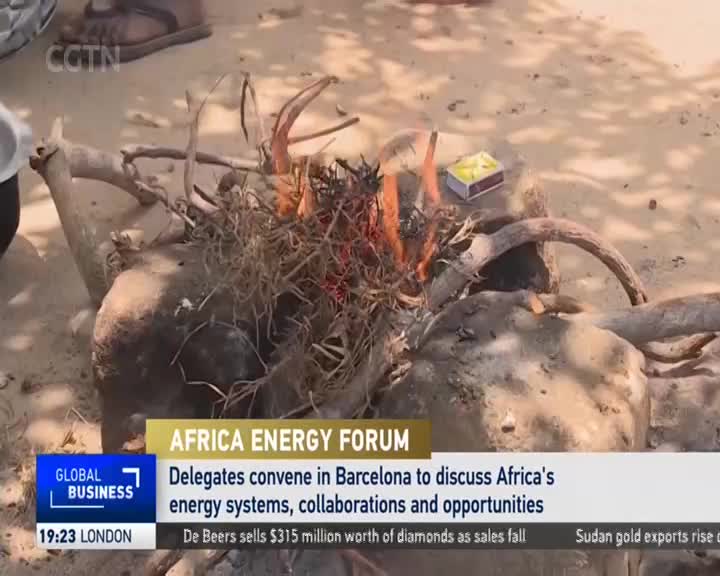 CGTN
AFRICA ENERGY FORUM
Delegates convene in Barcelona to discuss Africa's
energy systems, collaborations and opportunities
GLOBAL
BUSINESS
19:23 LONDON
De Beers sells $315 million worth of diamonds as sales fall
Sudan gold exports rise